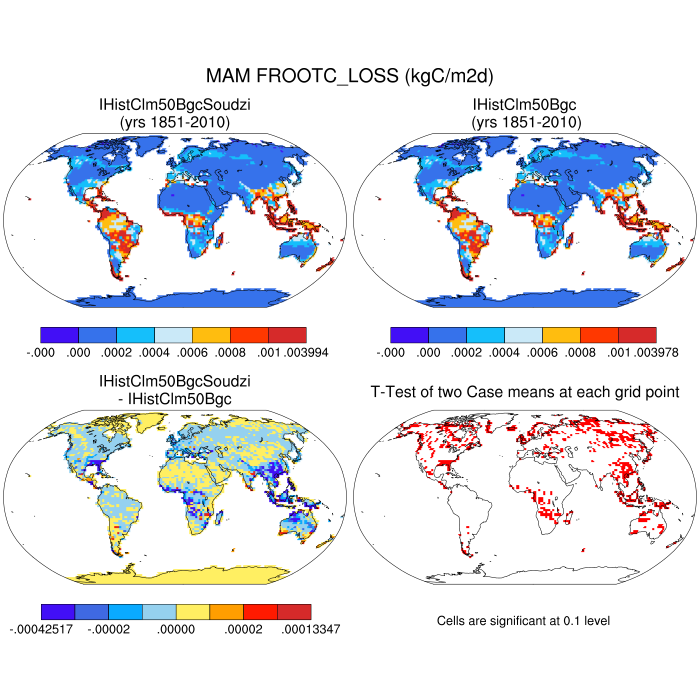 MAM FROOTC_LOSS (kgC/m2d)
IHistClm50BgcSoudzi
(yrs 1851-2010)
IHistClm50Bgc
(yrs 1851-2010)
-.000 .000 .0002 .0004 .0006 .0008 .001 .003994
-.000 .000 .0002 .0004 .0006 .0008 .001 .003978
IHistClm50BgcSoudzi
- IHistClm50Bgc
T-Test of two Case means at each grid point
-.00042517 -.00002 .00000 .00002 .00013347
Cells are significant at 0.1 level